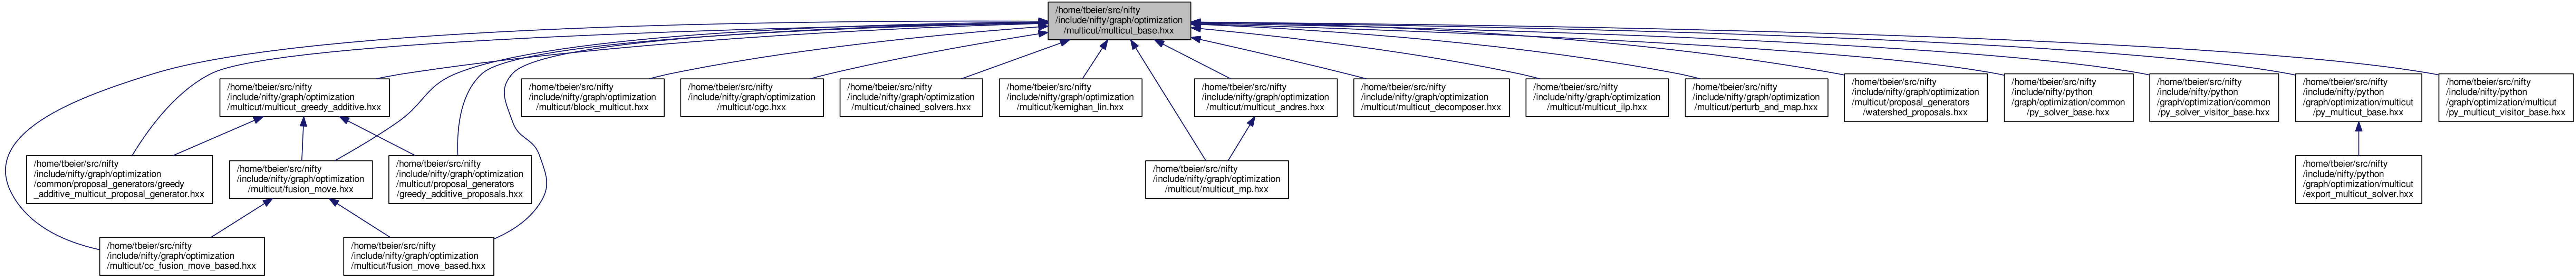 /home/tbeier/src/nifty
/include/nifty/graph/optimization
/multicut/multicut_base.hxx
/home/tbeier/src/nifty
/include/nifty/graph/optimization
/multicut/multicut_greedy_additive.hxx
/home/tbeier/src/nifty
/include/nifty/graph/optimization
/multicut/block_multicut.hxx
/home/tbeier/src/nifty
/include/nifty/graph/optimization
/multicut/cgc.hxx
/home/tbeier/src/nifty
/include/nifty/graph/optimization
/multicut/chained_solvers.hxx
/home/tbeier/src/nifty
/include/nifty/graph/optimization
/multicut/kernighan_lin.hxx
/home/tbeier/src/nifty
/include/nifty/graph/optimization
/multicut/multicut_andres.hxx
/home/tbeier/src/nifty
/include/nifty/graph/optimization
/multicut/multicut_decomposer.hxx
/home/tbeier/src/nifty
/include/nifty/graph/optimization
/multicut/multicut_ilp.hxx
/home/tbeier/src/nifty
/include/nifty/graph/optimization
/multicut/perturb_and_map.hxx
/home/tbeier/src/nifty
/include/nifty/graph/optimization
/multicut/proposal_generators
/watershed_proposals.hxx
/home/tbeier/src/nifty
/include/nifty/python
/graph/optimization/common
/py_solver_base.hxx
/home/tbeier/src/nifty
/include/nifty/python
/graph/optimization/common
/py_solver_visitor_base.hxx
/home/tbeier/src/nifty
/include/nifty/python
/graph/optimization/multicut
/py_multicut_base.hxx
/home/tbeier/src/nifty
/include/nifty/python
/graph/optimization/multicut
/py_multicut_visitor_base.hxx
/home/tbeier/src/nifty
/include/nifty/graph/optimization
/common/proposal_generators/greedy
_additive_multicut_proposal_generator.hxx
/home/tbeier/src/nifty
/include/nifty/graph/optimization
/multicut/fusion_move.hxx
/home/tbeier/src/nifty
/include/nifty/graph/optimization
/multicut/proposal_generators
/greedy_additive_proposals.hxx
/home/tbeier/src/nifty
/include/nifty/graph/optimization
/multicut/multicut_mp.hxx
/home/tbeier/src/nifty
/include/nifty/python
/graph/optimization/multicut
/export_multicut_solver.hxx
/home/tbeier/src/nifty
/include/nifty/graph/optimization
/multicut/cc_fusion_move_based.hxx
/home/tbeier/src/nifty
/include/nifty/graph/optimization
/multicut/fusion_move_based.hxx